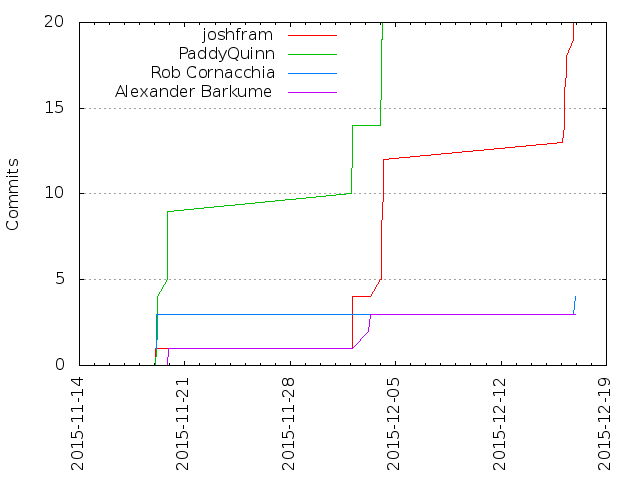 20
15
10
5
0
Commits
joshfram
PaddyQuinn
Rob Cornacchia
Alexander Barkume
2015-11-14
2015-11-21
2015-11-28
2015-12-05
2015-12-12
2015-12-19